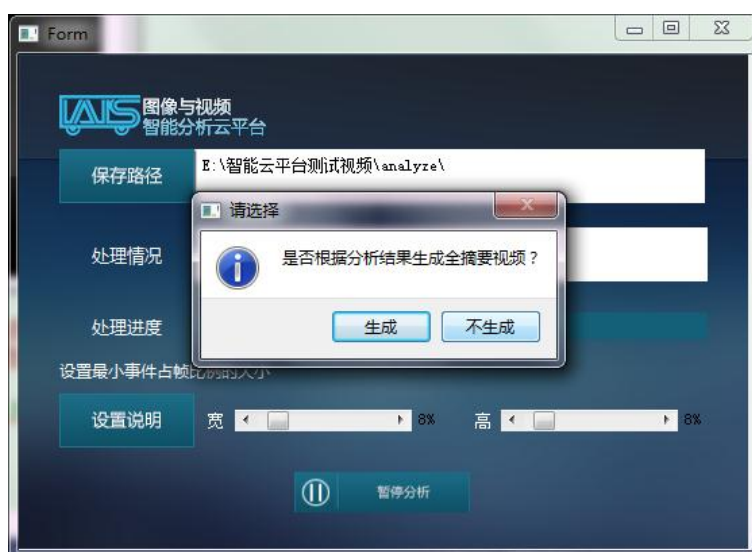 Form
IAIS 图像与视频
智能分析云平台
保存路径 E:\智能云平台测试视频\analyze\
请选择
处理情况 是否根据分析结果生成全摘要视频？
处理进度 生成 不生成
设置最小事件占帧比例的大小
设置说明 宽 8% 高 8%
暂停分析